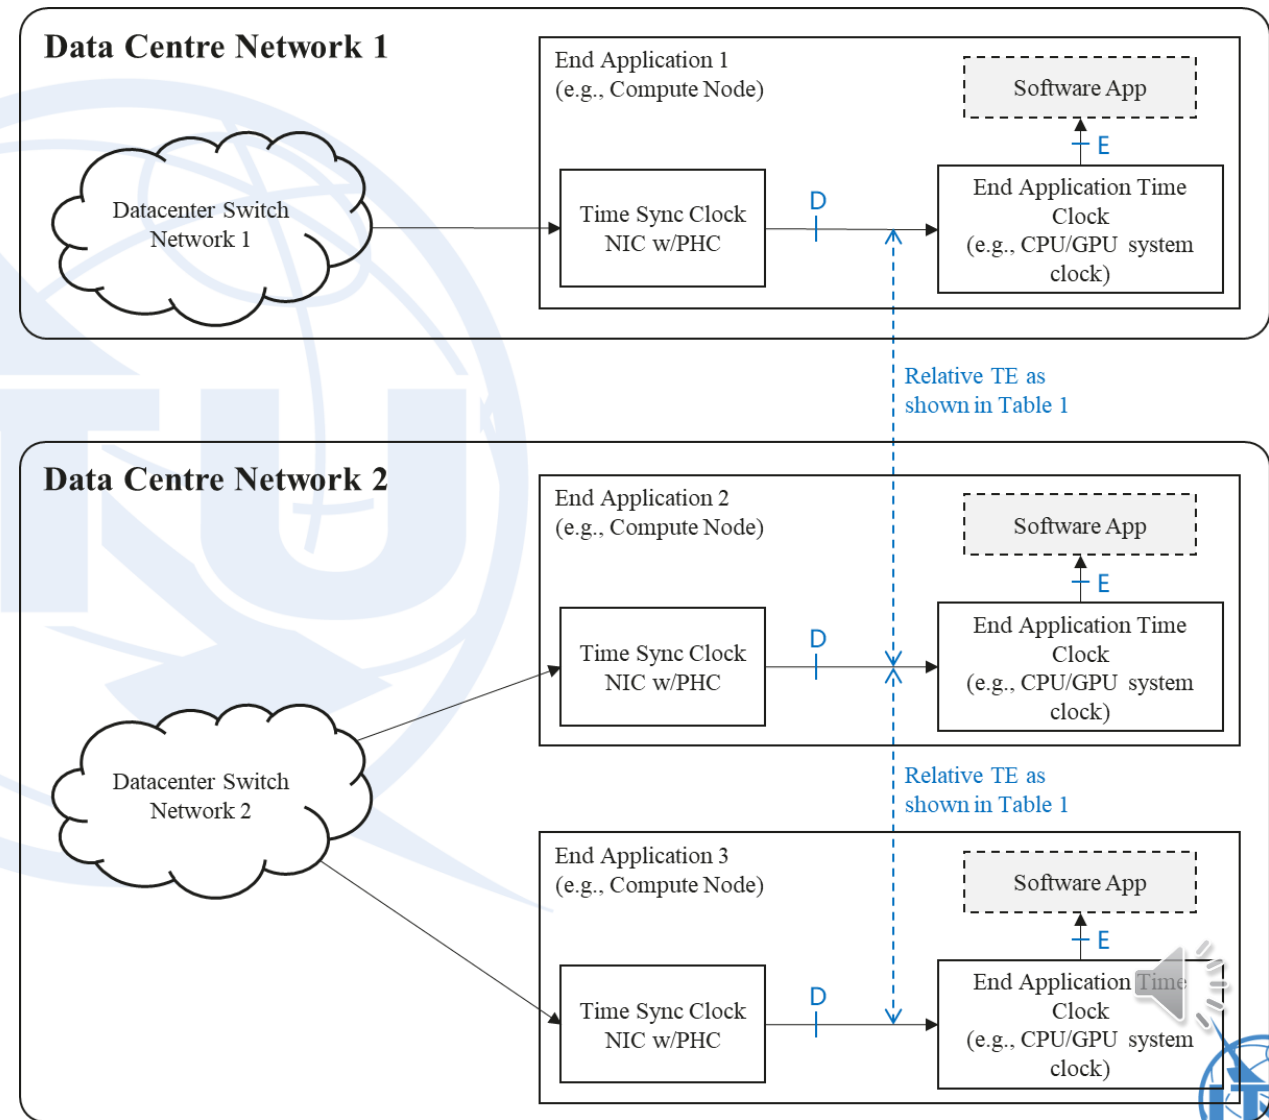 Data Centre Network 1
End Application 1
(e.g., Compute Node)
Software App
E
Datacenter Switch
Network 1
Time Sync Clock
NIC w/PHC
D
End Application Time
Clock
(e.g., CPU/GPU system
clock)
Relative TE as
shown in Table 1
Data Centre Network 2
End Application 2
(e.g., Compute Node)
Software App
E
Time Sync Clock
NIC w/PHC
D
End Application Time
Clock
(e.g., CPU/GPU system
clock)
Datacenter Switch
Network 2
Relative TE as
shown in Table 1
End Application 3
(e.g., Compute Node)
Software App
E
Time Sync Clock
NIC w/PHC
D
End Application Time
Clock
(e.g., CPU/GPU system
clock)